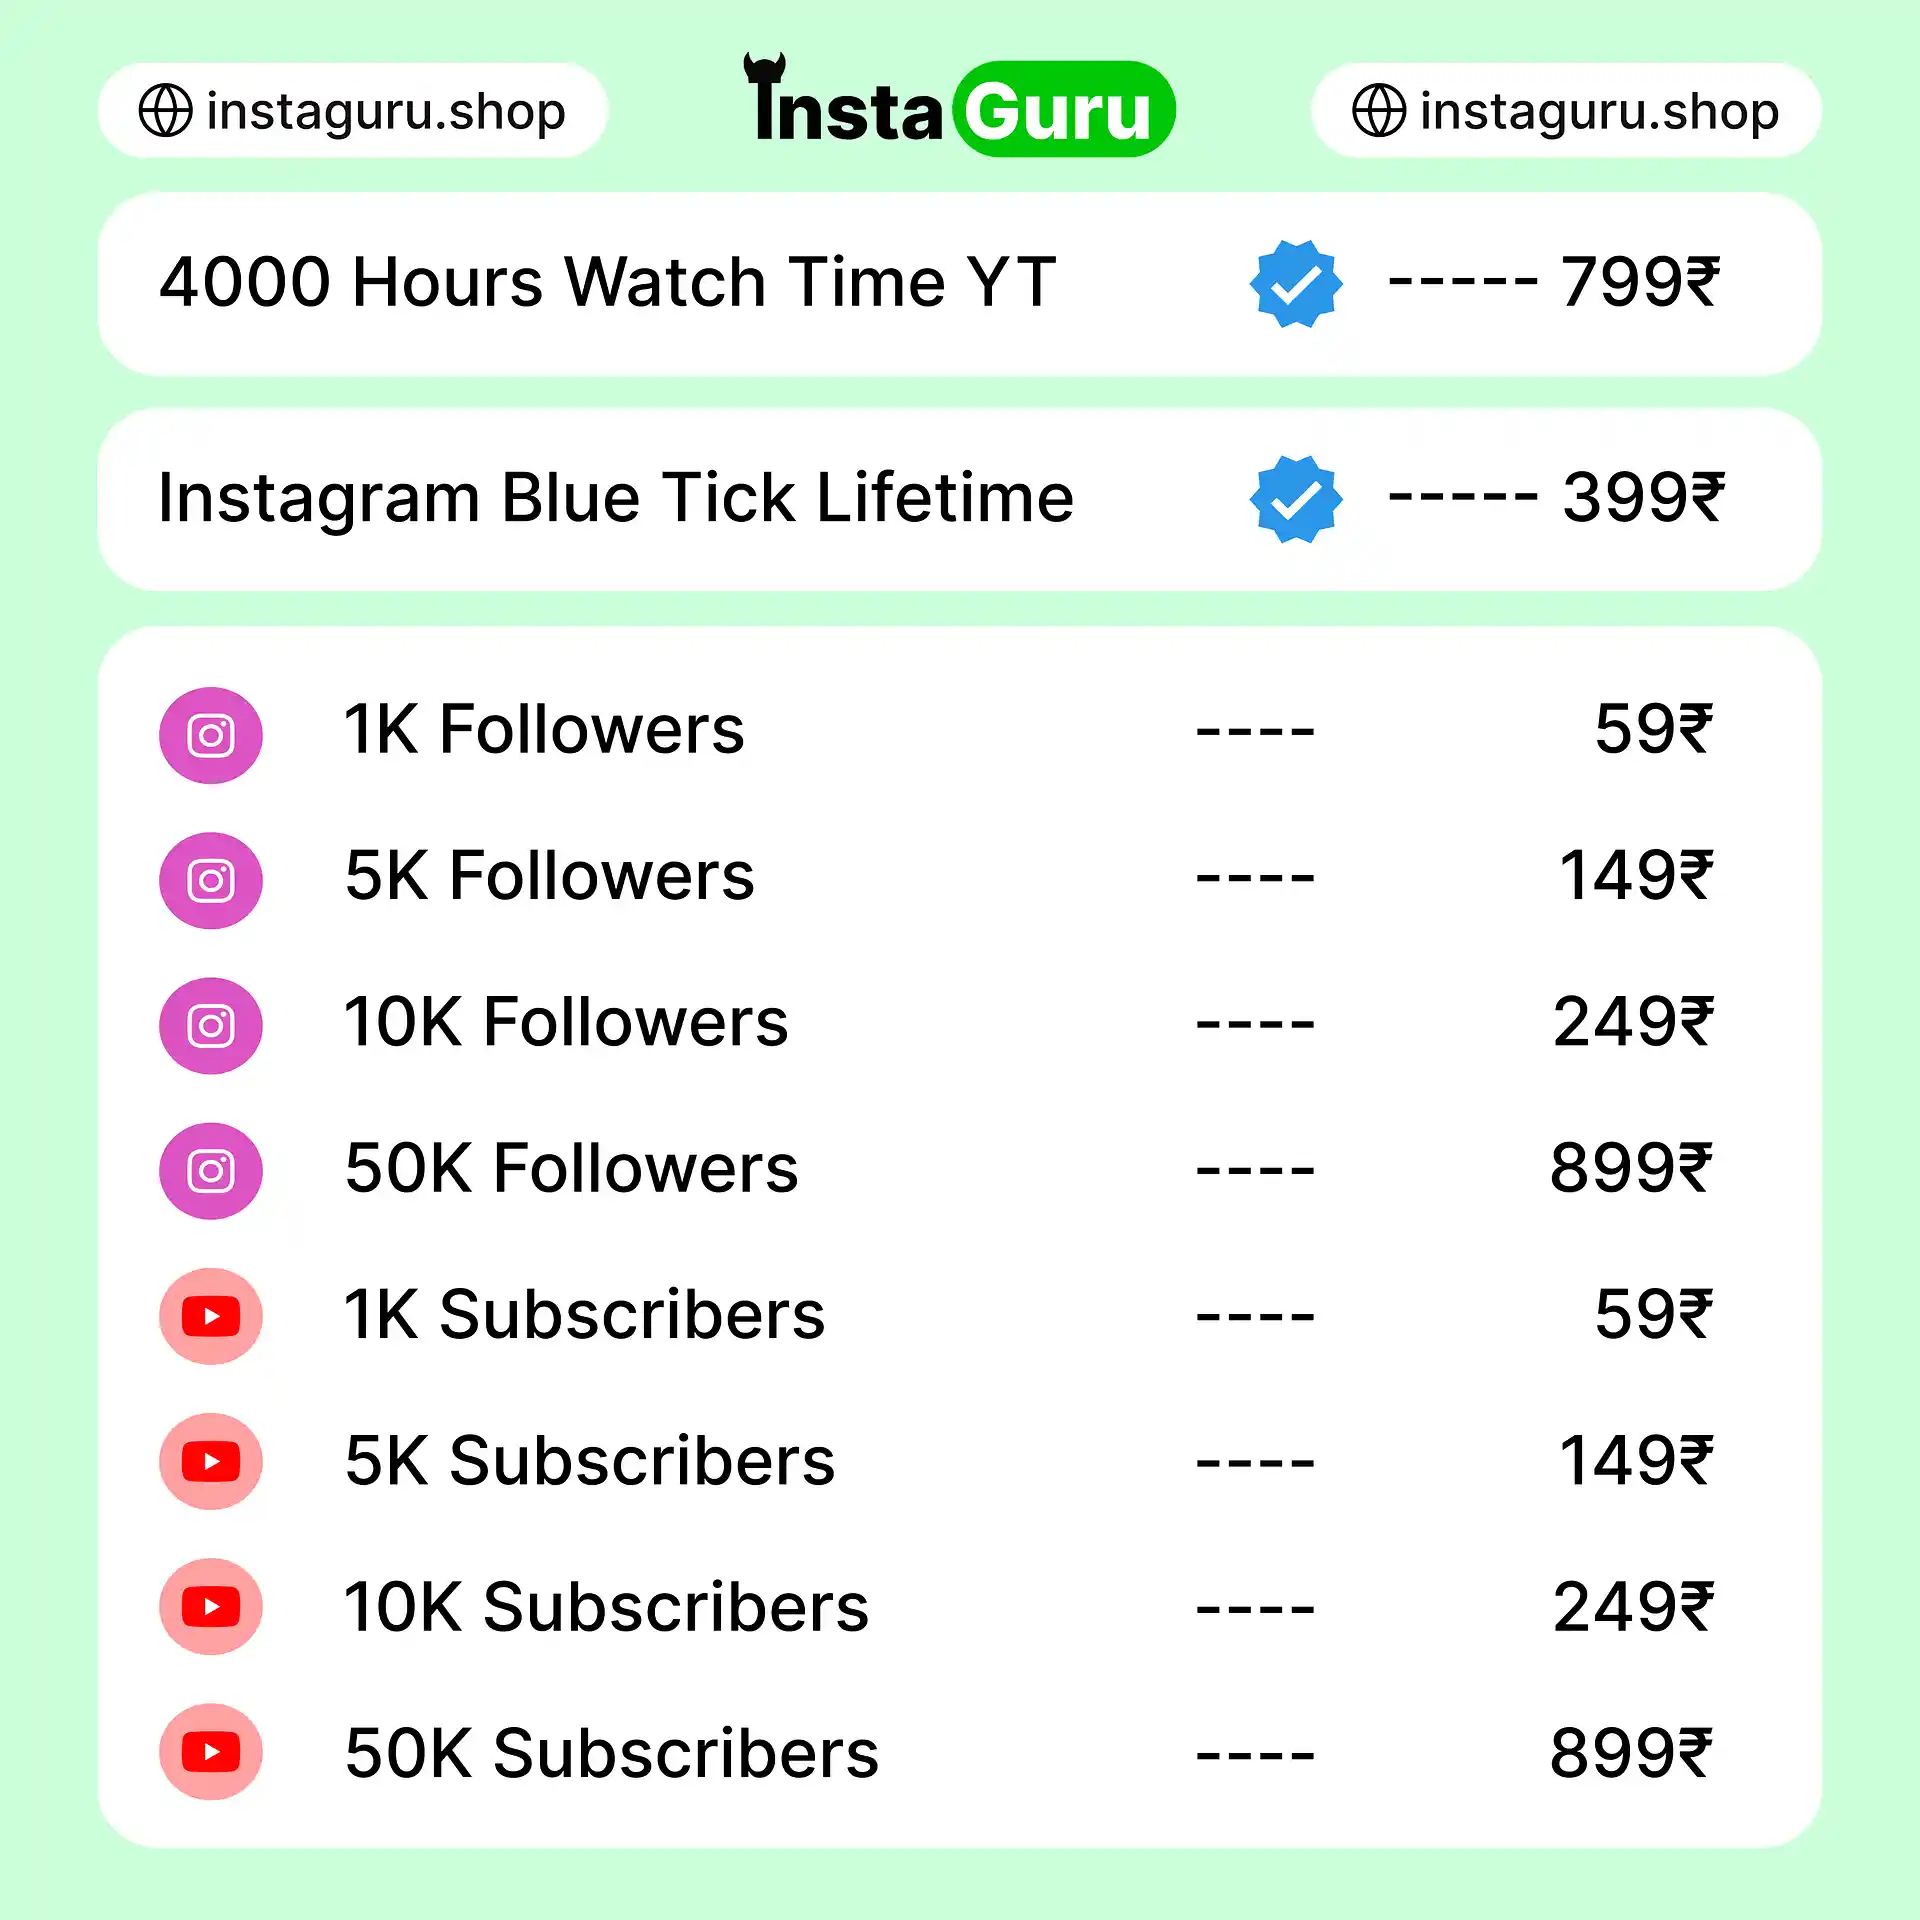 instaguru.shop
Insta Guru
instaguru.shop
4000 Hours Watch Time YT ----- 799₹
Instagram Blue Tick Lifetime ----- 399₹
1K Followers ---- 59₹
5K Followers ---- 149₹
10K Followers ---- 249₹
50K Followers ---- 899₹
1K Subscribers ---- 59₹
5K Subscribers ---- 149₹
10K Subscribers ---- 249₹
50K Subscribers ---- 899₹